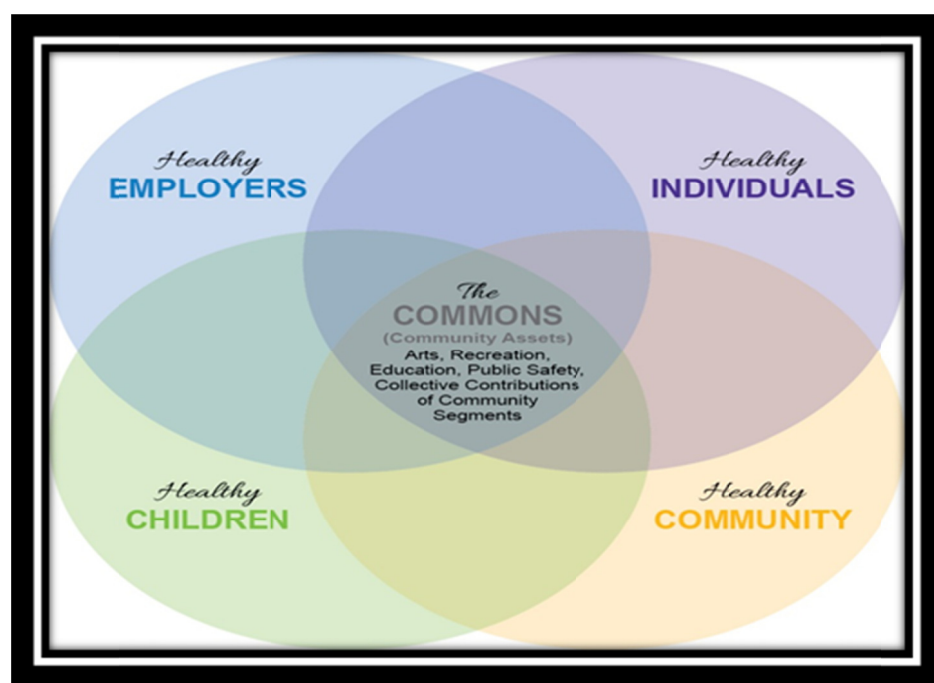 Healthy
EMPLOYERS
Healthy
INDIVIDUALS
The
COMMONS
(Community Assets)
Arts, Recreation,
Education, Public Safety,
Collective Contributions
of Community
Segments
Healthy
CHILDREN
Healthy
COMMUNITY